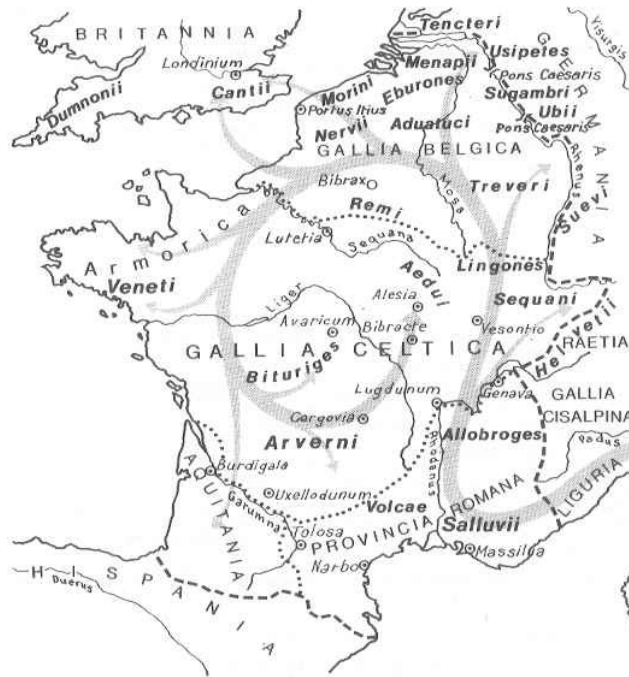 BRITANNIA
Londinium
Dumnonii
Cantii
Tencteri
Visurgis
GERMANIA
Menapii
Usipetes
Pons Caesaris
Morini
Eburones
Sugambri
Portus Itius
Ubii
Nervii
Aduatuci
Pons Caesaris
GALLIA BELGICA
Rhenus
Bibrax
Mosa
Treveri
Suevi
Remi
Armorica
Lutetia
Sequana
Veneti
Aedui
Lingones
Liger
Alesia
Sequani
Avaricum
Bibracte
Vesontio
GALLIA CELTICA
Helvetii
RAETIA
Bituriges
Lugdunum
Genava
GALLIA
CISALPINA
Gergovia
Arverni
Allobroges
Padus
Rhodanus
Burdigala
AQUITANIA
Uxellodunum
Garumna
Volcae
PROVINCIA ROMANA
LIGURIA
Salluvii
Tolosa
Massilua
Narbo
HISPANIA
Duerus